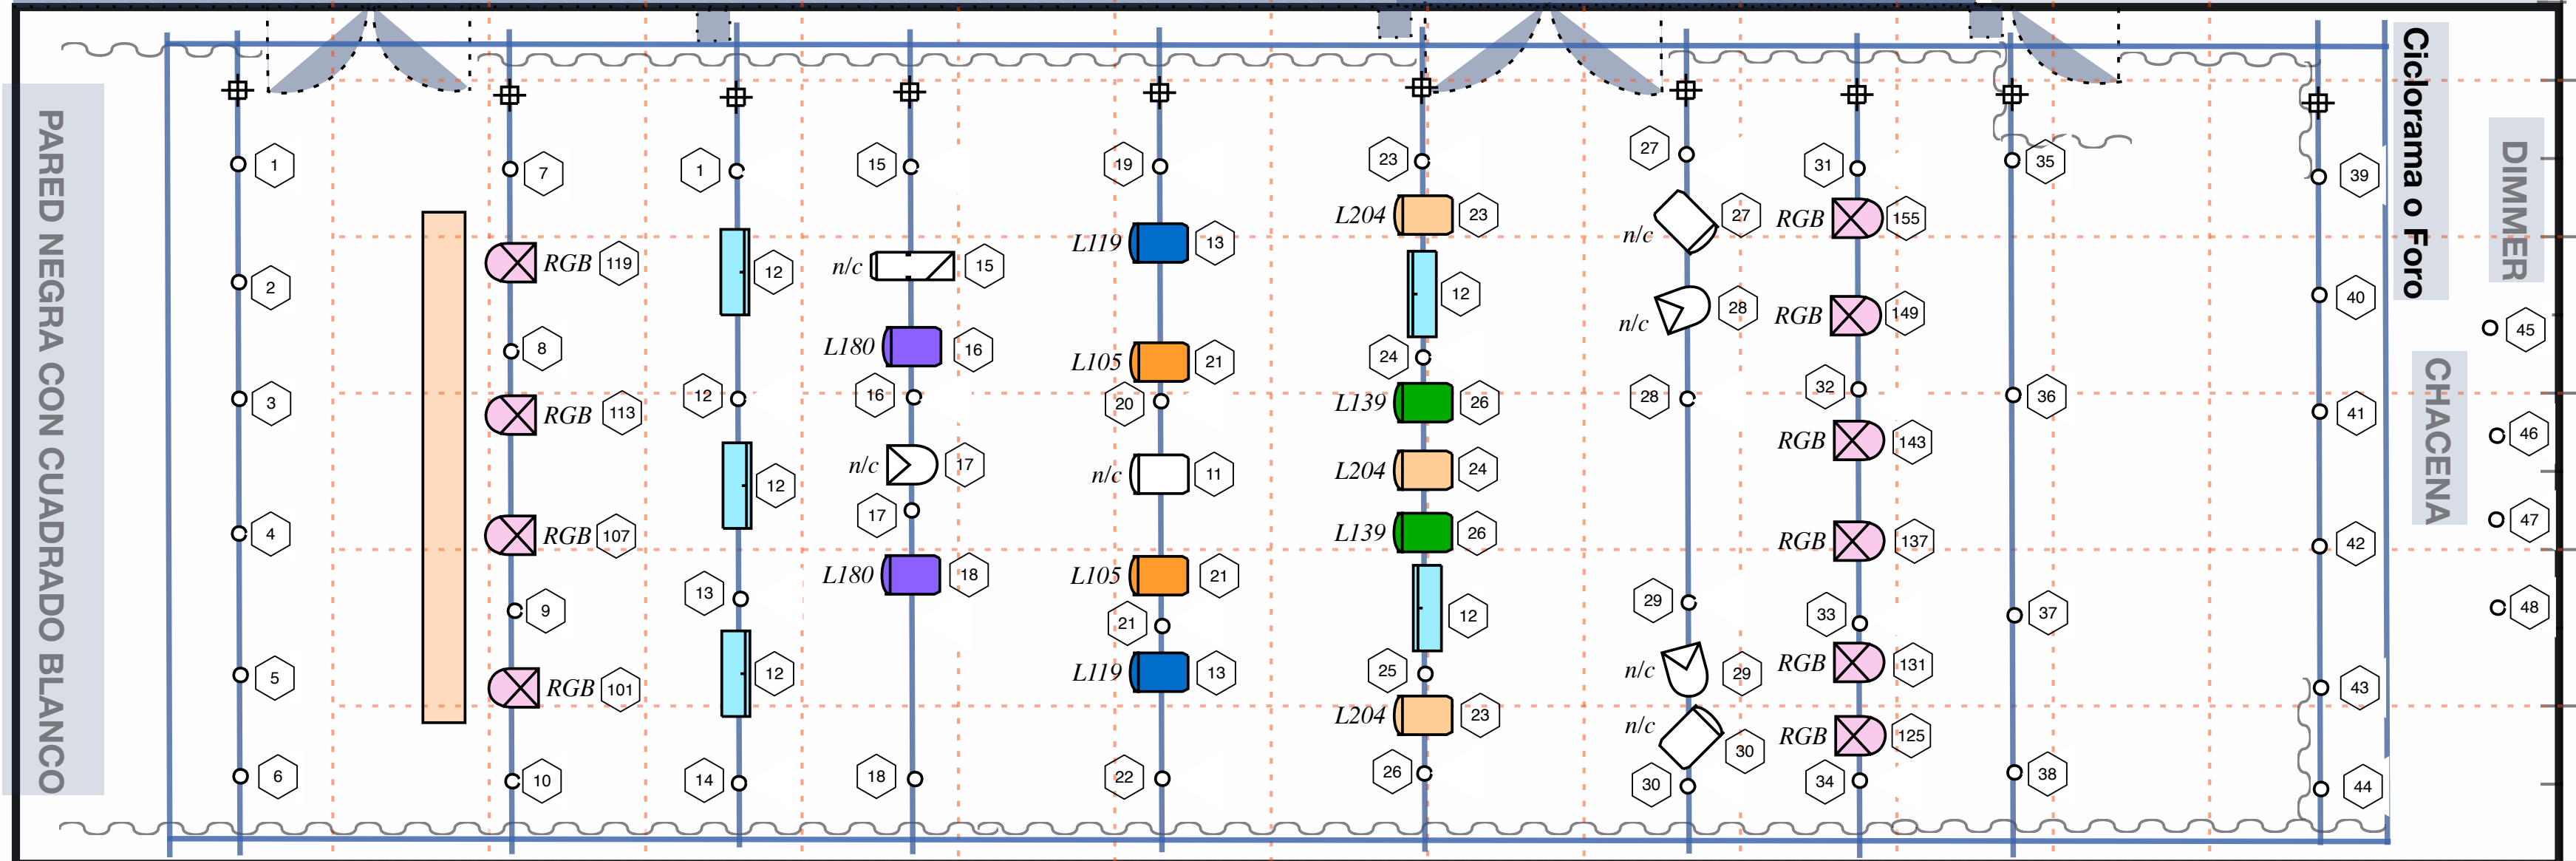 PARED NEGRA CON CUADRADO BLANCO
1
2
3
4
5
6
7
RGB 119
8
RGB 113
RGB 107
9
RGB 101
10
1
12
12
12
13
12
14
15
n/c 15
L180 16
16
n/c 17
17
L180 18
18
19
L119 13
L105 21
20
n/c 11
L105 21
21
L119 13
22
23
L204 23
12
24
L139 26
L204 24
L139 26
12
25
L204 23
26
27
n/c 27
n/c 28
28
29
n/c 29
n/c 30
30
31
RGB 155
RGB 149
32
RGB 143
RGB 137
33
RGB 131
RGB 125
34
35
36
37
38
39
40
41
42
43
44
Ciclorama o Foro
CHACENA
DIMMER
45
46
47
48